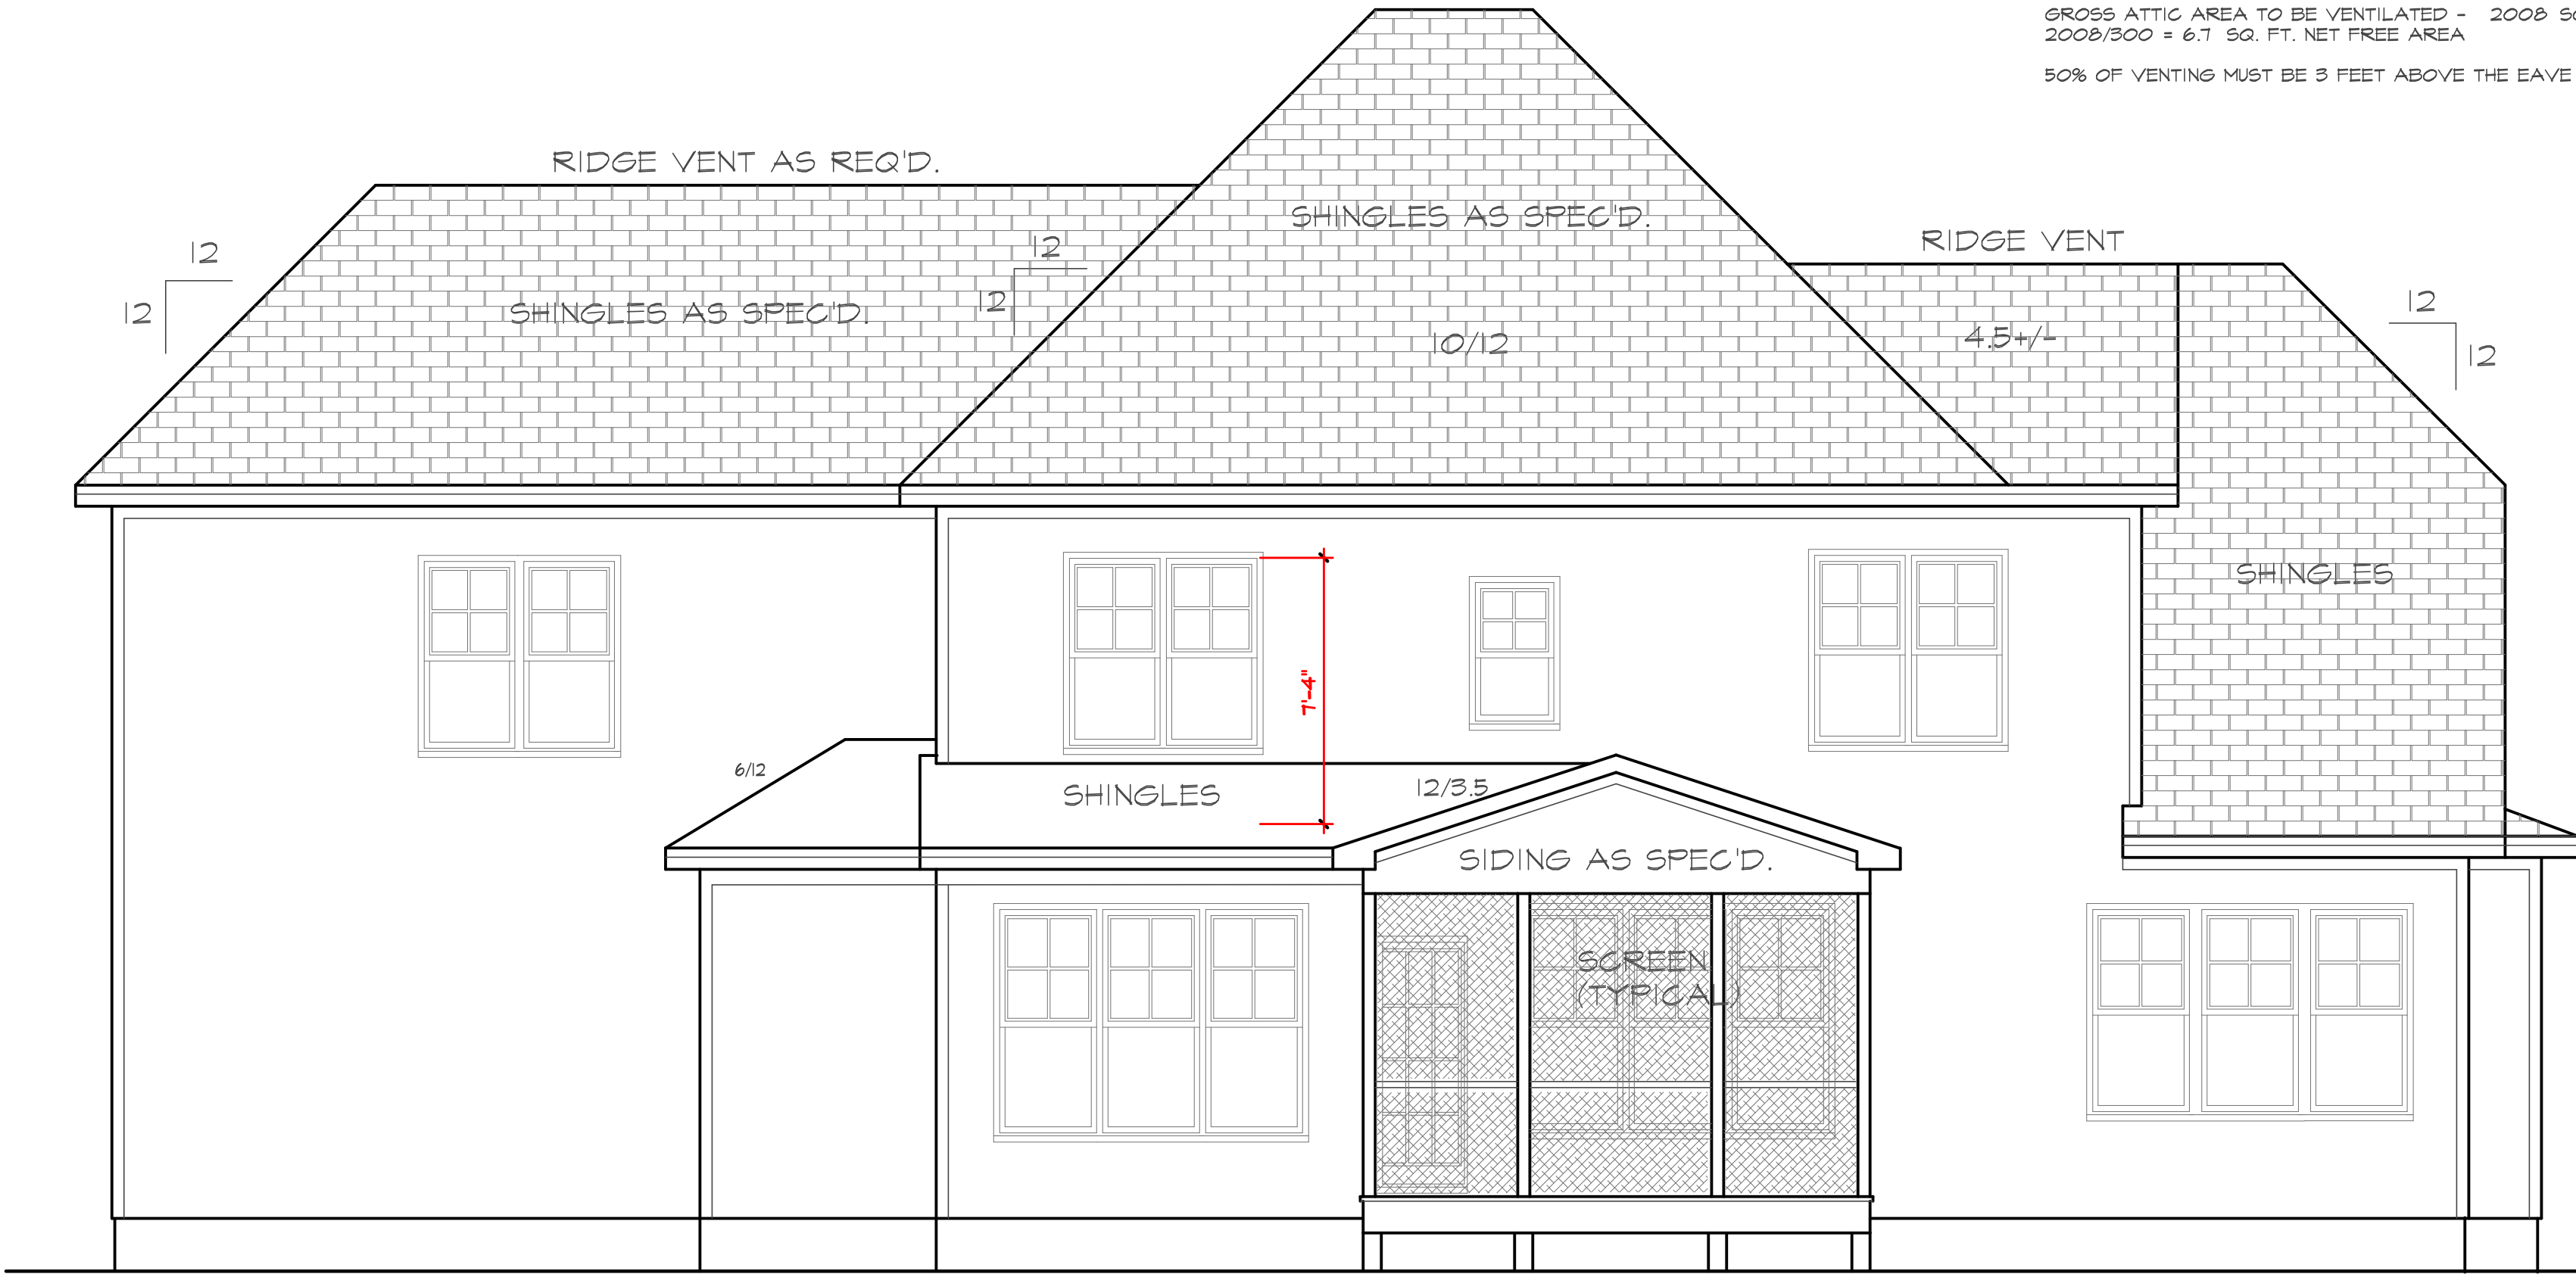 GROSS ATTIC AREA TO BE VENTILATED - 2008
2008/300 = 6.7 SQ. FT. NET FREE AREA
50% OF VENTING MUST BE 3 FEET ABOVE THE EAVE
RIDGE VENT AS REQ'D.
SHINGLES AS SPEC'D.
RIDGE VENT
12
12
12
12
12
12
SHINGLES AS SPEC'D.
10/12
4.5+/-
SHINGLES
7'-4"
6/12
SHINGLES
12/3.5
SIDING AS SPEC'D.
SCREEN
(TYPICAL)